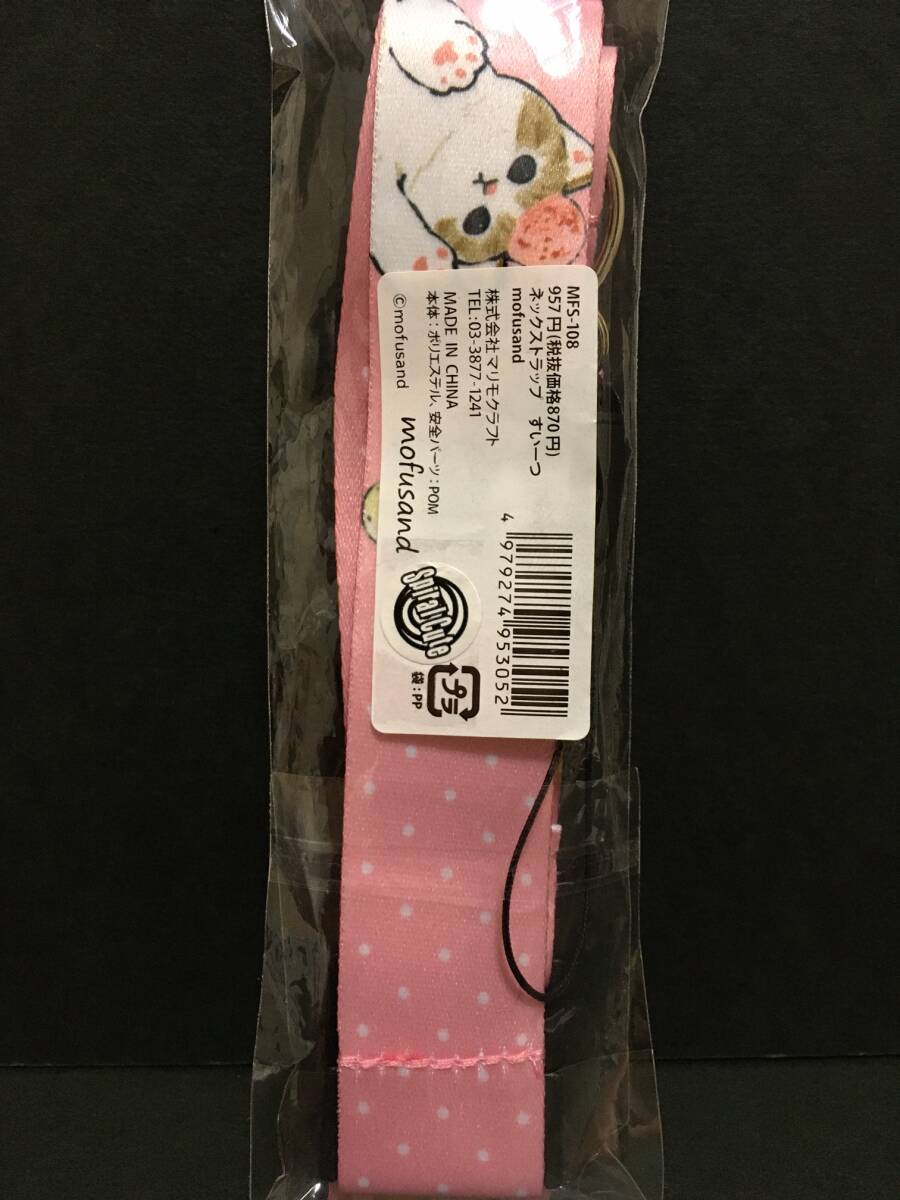 MFS-108
957円(税抜価格870円)
ネックストラップ すいーつ
mofusand
株式会社マリモクラフト
TEL:03-3877-1241
MADE IN CHINA
本体：ポリエステル、安全パーツ：POM
©mofusand
mofusand
4 979274 953052
Spiral Cute
プラ
袋：PP